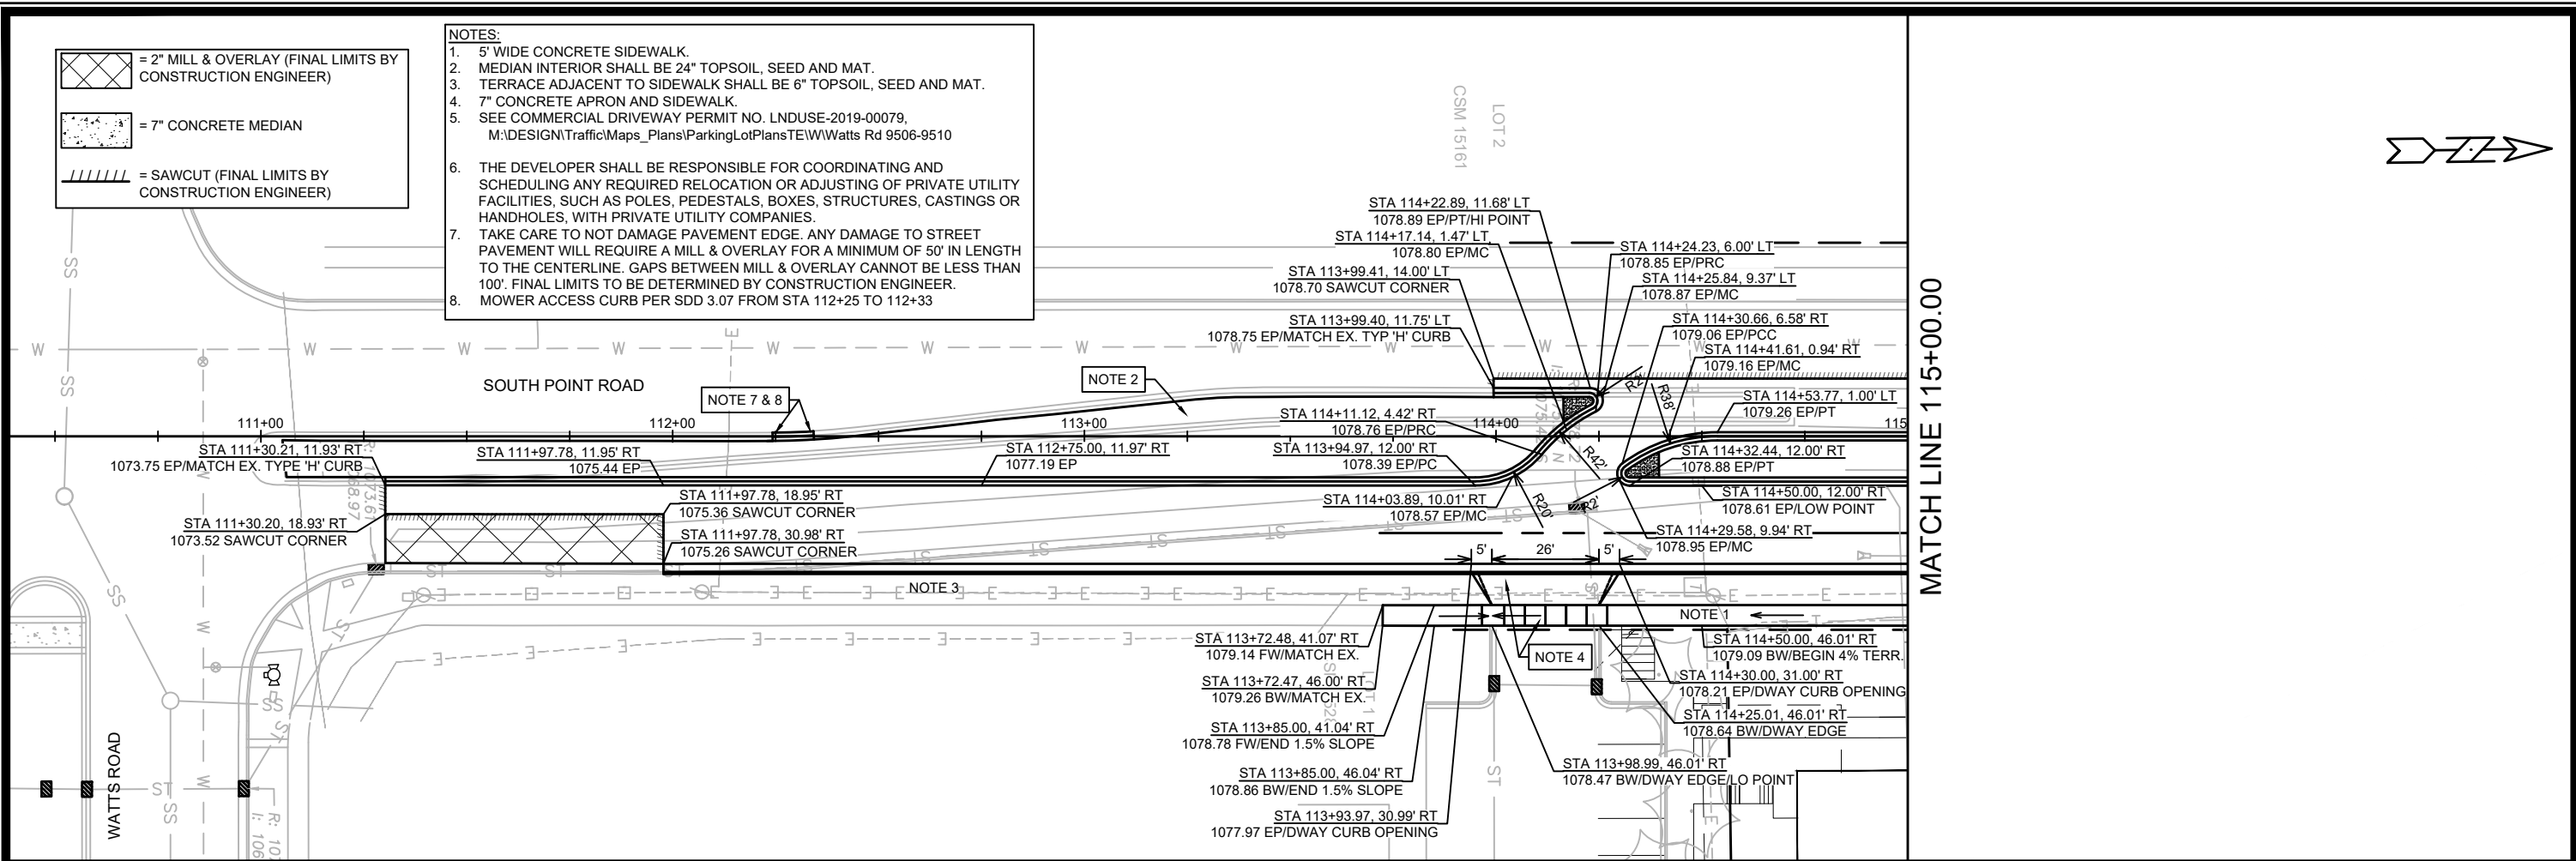 = 2" MILL & OVERLAY (FINAL LIMITS BY
CONSTRUCTION ENGINEER)
= 7" CONCRETE MEDIAN
= SAWCUT (FINAL LIMITS BY
CONSTRUCTION ENGINEER)
NOTES:
1. 5' WIDE CONCRETE SIDEWALK.
2. MEDIAN INTERIOR SHALL BE 24" TOPSOIL, SEED AND MAT.
3. TERRACE ADJACENT TO SIDEWALK SHALL BE 6" TOPSOIL, SEED AND MAT.
4. 7" CONCRETE APRON AND SIDEWALK.
5. SEE COMMERCIAL DRIVEWAY PERMIT NO. LNDUSE-2019-00079,
M:\DESIGN\Traffic\Maps_Plans\ParkingLotPlansTE\W\Watts Rd 9506-9510
6. THE DEVELOPER SHALL BE RESPONSIBLE FOR COORDINATING AND
SCHEDULING ANY REQUIRED RELOCATION OR ADJUSTING OF PRIVATE UTILITY
FACILITIES, SUCH AS POLES, PEDESTALS, BOXES, STRUCTURES, CASTINGS OR
HANDHOLES, WITH PRIVATE UTILITY COMPANIES.
7. TAKE CARE TO NOT DAMAGE PAVEMENT EDGE. ANY DAMAGE TO STREET
PAVEMENT WILL REQUIRE A MILL & OVERLAY FOR A MINIMUM OF 50' IN LENGTH
TO THE CENTERLINE. GAPS BETWEEN MILL & OVERLAY CANNOT BE LESS THAN
100'. FINAL LIMITS TO BE DETERMINED BY CONSTRUCTION ENGINEER.
8. MOWER ACCESS CURB PER SDD 3.07 FROM STA 112+25 TO 112+33
CSM 15161
LOT 2
STA 114+22.89, 11.68' LT
1078.89 EP/PT/HI POINT
STA 114+17.14, 1.47' LT
1078.80 EP/MC
STA 113+99.41, 14.00' LT
1078.70 SAWCUT CORNER
STA 113+99.40, 11.75' LT
1078.75 EP/MATCH EX. TYP 'H' CURB
STA 114+24.23, 6.00' LT
1078.85 EP/PRC
STA 114+25.84, 9.37' LT
1078.87 EP/MC
STA 114+30.66, 6.58' RT
1079.06 EP/PCC
STA 114+41.61, 0.94' RT
1079.16 EP/MC
STA 114+53.77, 1.00' LT
1079.26 EP/PT
MATCH LINE 115+00.00
SOUTH POINT ROAD
NOTE 7 & 8
NOTE 2
111+00
112+00
113+00
114+00
115
R2'
R38'
R42'
R20'
R2'
STA 111+30.21, 11.93' RT
1073.75 EP/MATCH EX. TYPE 'H' CURB
STA 111+97.78, 11.95' RT
1075.44 EP
STA 112+75.00, 11.97' RT
1077.19 EP
STA 114+11.12, 4.42' RT
1078.76 EP/PRC
STA 113+94.97, 12.00' RT
1078.39 EP/PC
STA 114+32.44, 12.00' RT
1078.88 EP/PT
STA 111+97.78, 18.95' RT
1075.36 SAWCUT CORNER
STA 114+03.89, 10.01' RT
1078.57 EP/MC
STA 114+50.00, 12.00' RT
1078.61 EP/LOW POINT
STA 111+30.20, 18.93' RT
1073.52 SAWCUT CORNER
STA 111+97.78, 30.98' RT
1075.26 SAWCUT CORNER
STA 114+29.58, 9.94' RT
1078.95 EP/MC
5'
26'
5'
NOTE 3
NOTE 1
NOTE 4
STA 113+72.48, 41.07' RT
1079.14 FW/MATCH EX.
STA 113+72.47, 46.00' RT
1079.26 BW/MATCH EX.
STA 113+85.00, 41.04' RT
1078.78 FW/END 1.5% SLOPE
STA 113+85.00, 46.04' RT
1078.86 BW/END 1.5% SLOPE
STA 113+93.97, 30.99' RT
1077.97 EP/DWAY CURB OPENING
STA 114+50.00, 46.01' RT
1079.09 BW/BEGIN 4% TERR.
STA 114+30.00, 31.00' RT
1078.21 EP/DWAY CURB OPENING
STA 114+25.01, 46.01' RT
1078.64 BW/DWAY EDGE
STA 113+98.99, 46.01' RT
1078.47 BW/DWAY EDGE/LO POINT
WATTS ROAD